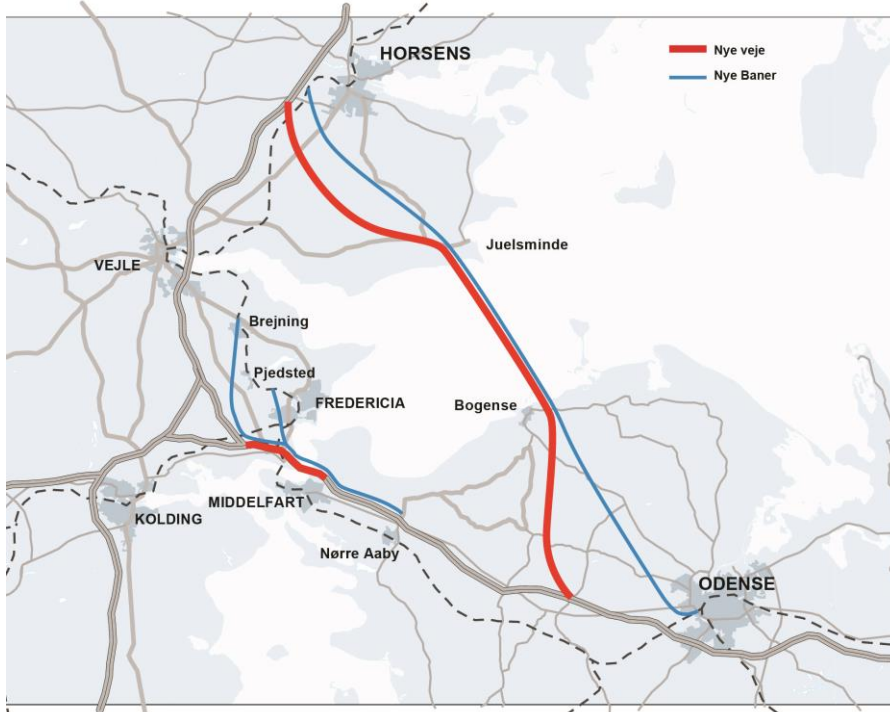 HORSENS
Nye veje
Nye Baner
Juelsminde
VEJLE
Brejning
Pjedsted
FREDERICIA
Bogense
MIDDELFART
KOLDING
Nørre Aaby
ODENSE